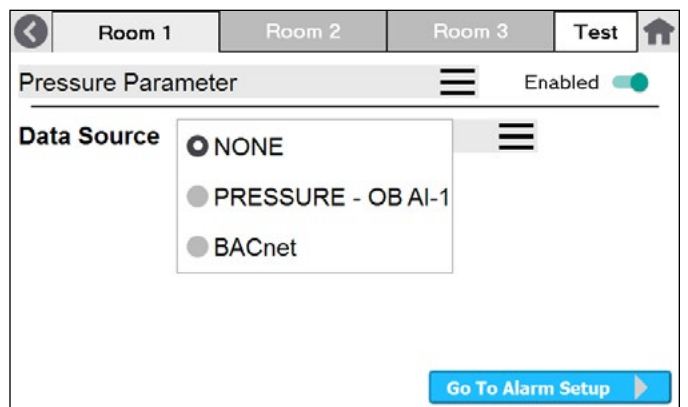 Room 1 Room 2 Room 3 Test
Pressure Parameter Enabled
Data Source
NONE
PRESSURE - OB AI-1
BACnet
Go To Alarm Setup